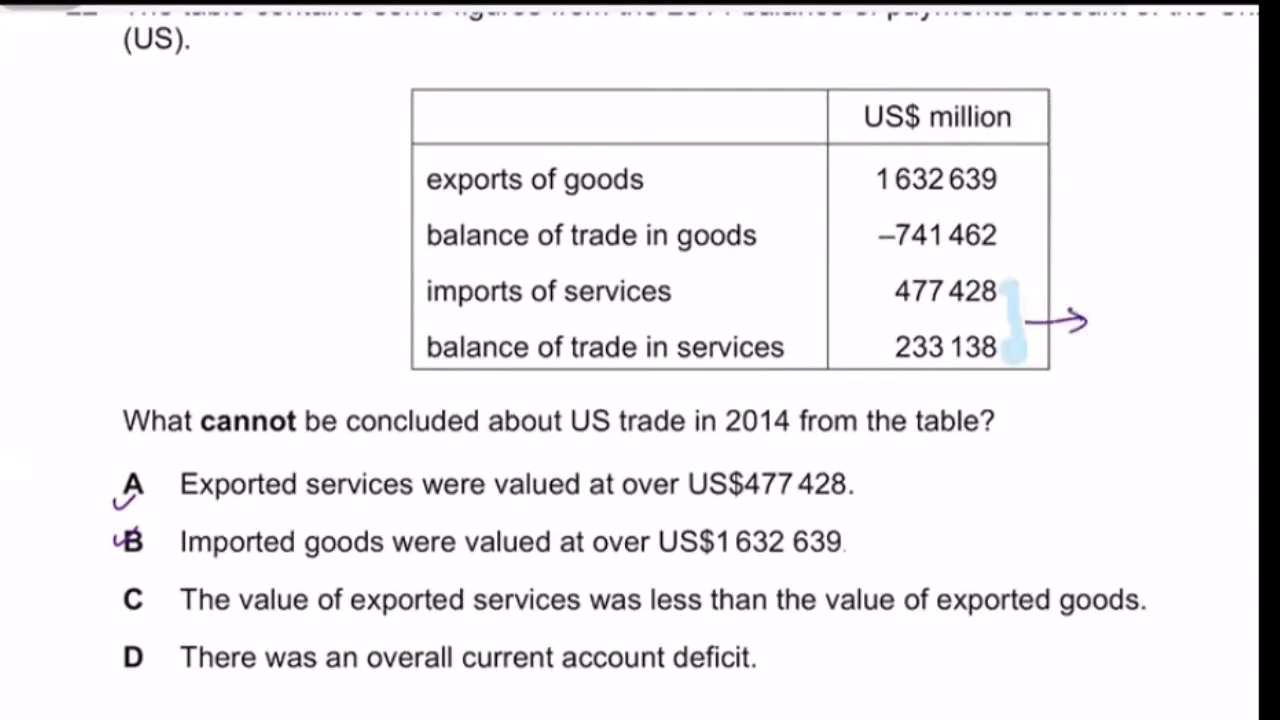 (US).
US$ million
exports of goods 1 632 639
balance of trade in goods –741 462
imports of services 477 428
balance of trade in services 233 138
What cannot be concluded about US trade in 2014 from the table?
A Exported services were valued at over US$477 428.
B Imported goods were valued at over US$1 632 639.
C The value of exported services was less than the value of exported goods.
D There was an overall current account deficit.